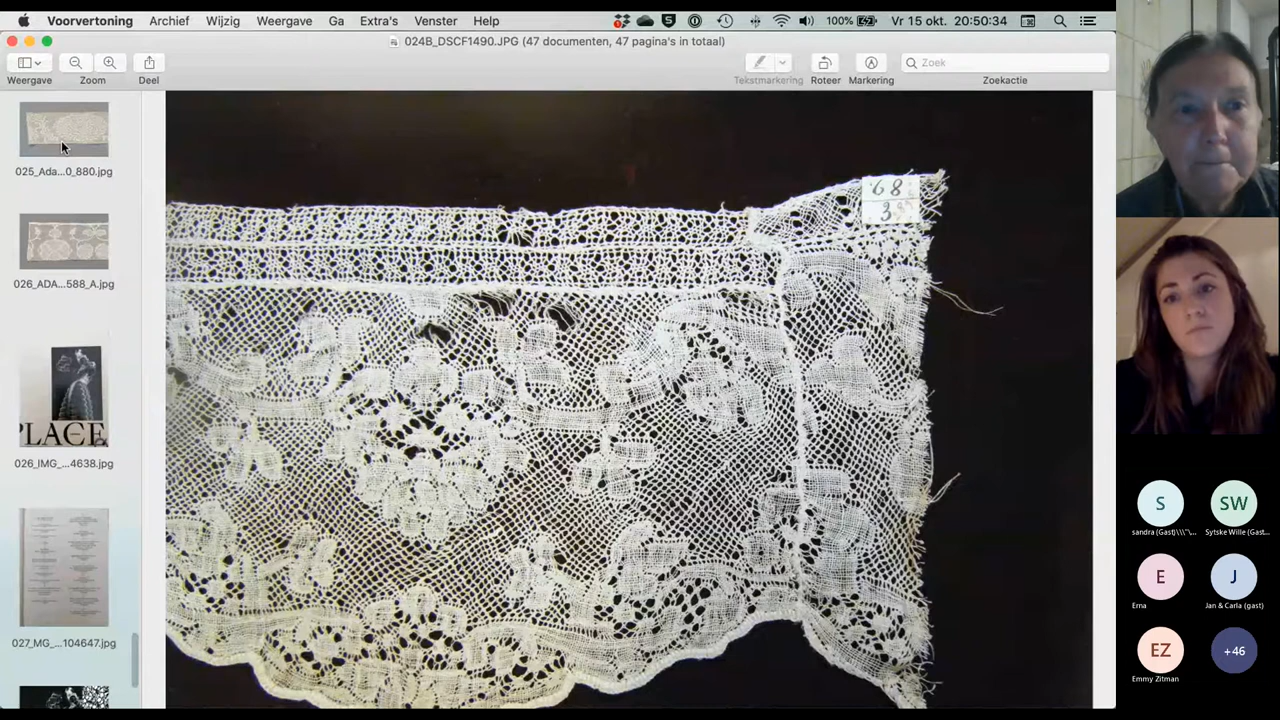 Voorvertoning Archief Wijzig Weergave Ga Extra's Venster Help 100% Vr 15 okt. 20:50:34
024B_DSCF1490.JPG (47 documenten, 47 pagina's in totaal)
Zoek
Weergave Zoom Deel Tekstmarkering Roteer Markering Zoekactie
025_Ada...0_880.jpg
026_ADA...588_A.jpg
PLACE
026_IMG_...4638.jpg
027_MG_...104647.jpg
68
3
S SW
sandra (Gast)\\\"\... Sytske Wille (Gast...
E J
Erna Jan & Carla (gast)
EZ +46
Emmy Zitman